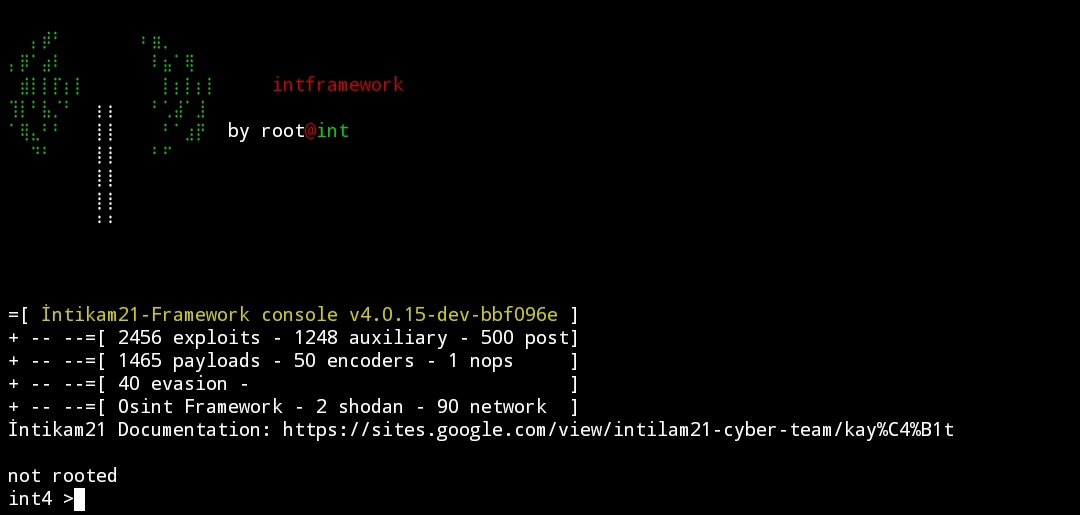 intframework
by root@int
=[ İntikam21-Framework console v4.0.15-dev-bbf096e ]
+ -- --=[ 2456 exploits - 1248 auxiliary - 500 post]
+ -- --=[ 1465 payloads - 50 encoders - 1 nops     ]
+ -- --=[ 40 evasion -                             ]
+ -- --=[ Osint Framework - 2 shodan - 90 network  ]
İntikam21 Documentation: https://sites.google.com/view/intilam21-cyber-team/kay%C4%B1t
not rooted
int4 >